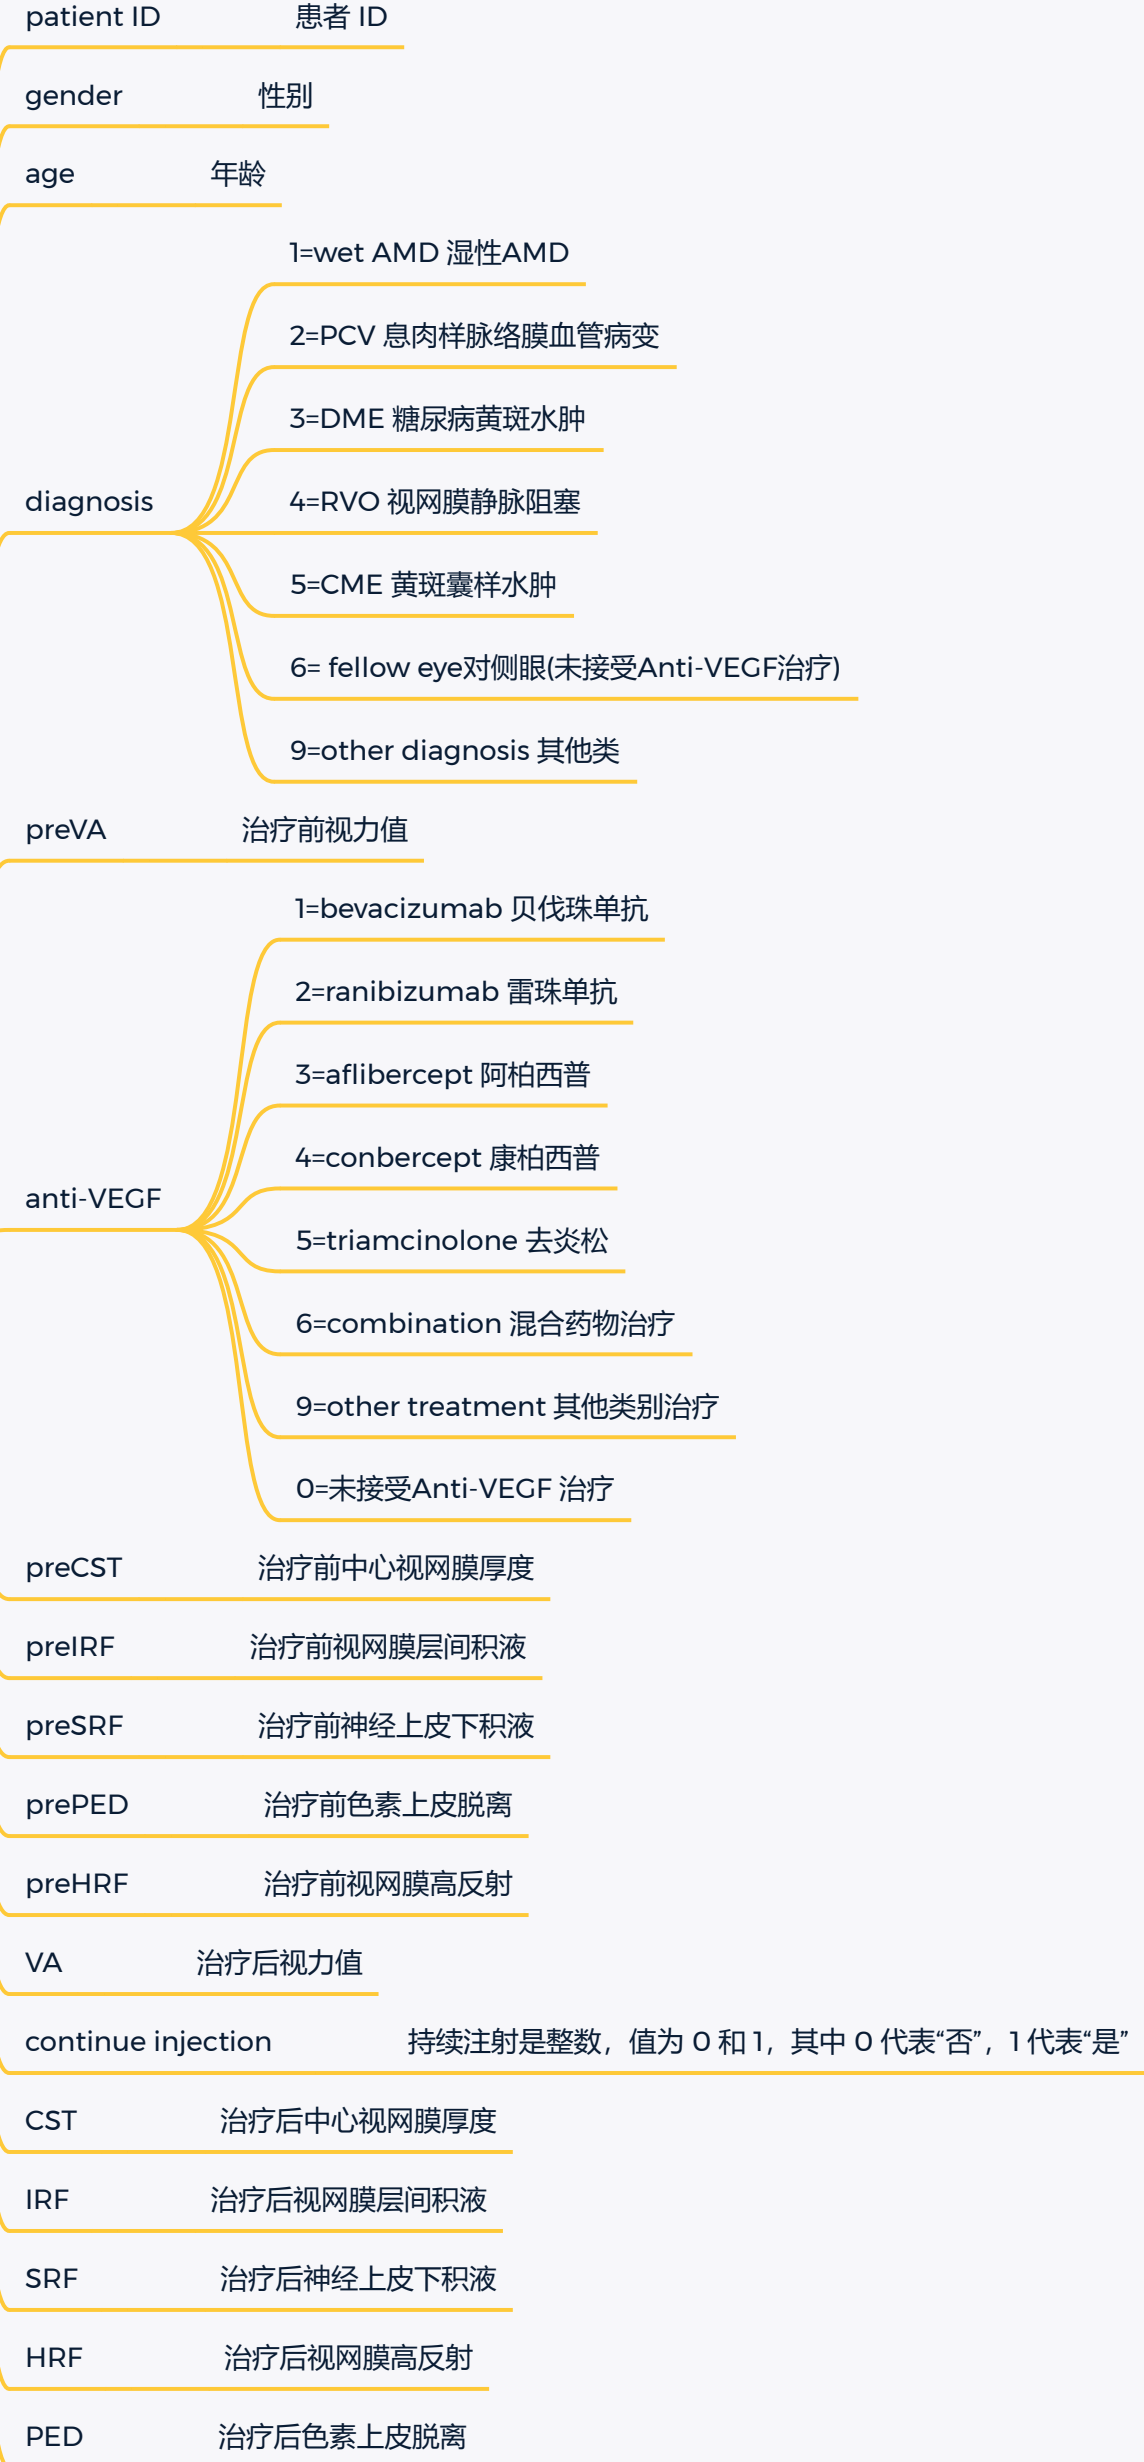 patient ID 患者 ID
gender 性别
age 年龄
diagnosis
1=wet AMD 湿性AMD
2=PCV 息肉样脉络膜血管病变
3=DME 糖尿病黄斑水肿
4=RVO 视网膜静脉阻塞
5=CME 黄斑囊样水肿
6= fellow eye对侧眼(未接受Anti-VEGF治疗)
9=other diagnosis 其他类
preVA 治疗前视力值
anti-VEGF
1=bevacizumab 贝伐珠单抗
2=ranibizumab 雷珠单抗
3=aflibercept 阿柏西普
4=conbercept 康柏西普
5=triamcinolone 去炎松
6=combination 混合药物治疗
9=other treatment 其他类别治疗
0=未接受Anti-VEGF 治疗
preCST 治疗前中心视网膜厚度
preIRF 治疗前视网膜层间积液
preSRF 治疗前神经上皮下积液
prePED 治疗前色素上皮脱离
preHRF 治疗前视网膜高反射
VA 治疗后视力值
continue injection 持续注射是整数，值为 0 和 1，其中 0 代表“否”，1 代表“是”
CST 治疗后中心视网膜厚度
IRF 治疗后视网膜层间积液
SRF 治疗后神经上皮下积液
HRF 治疗后视网膜高反射
PED 治疗后色素上皮脱离